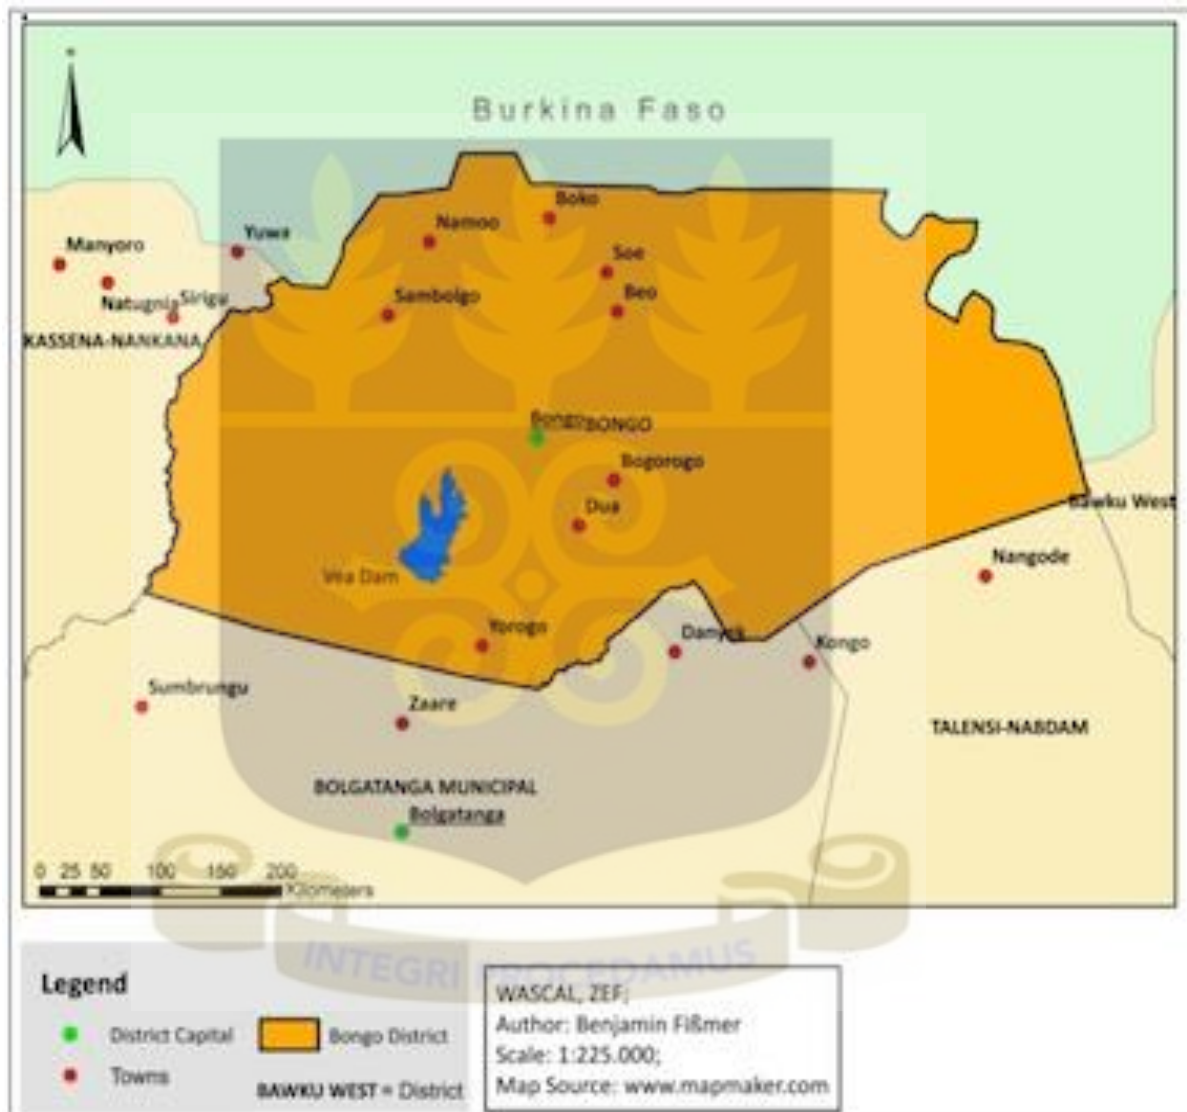 Burkina Faso
Boko
Namoo
Yuwa
Manyoro
Soe
Natugnia
Sirigu
Sambolgo
Beo
KASSENA-NANKANA
Bongo
BONGO
Bogorogo
Dua
Bawku West
Nangode
Vea Dam
Yorogo
Kongo
Sumbrungu
Zaare
TALENSI-NABDAM
BOLGATANGA MUNICIPAL
Bolgatanga
0 25 50 100 150 200
Kilometers
INTEGRI PROCEDAMUS
Legend
District Capital
Bongo District
Towns
BAWKU WEST = District
WASCAL, ZEF;
Author: Benjamin Fißmer
Scale: 1:225.000;
Map Source: www.mapmaker.com